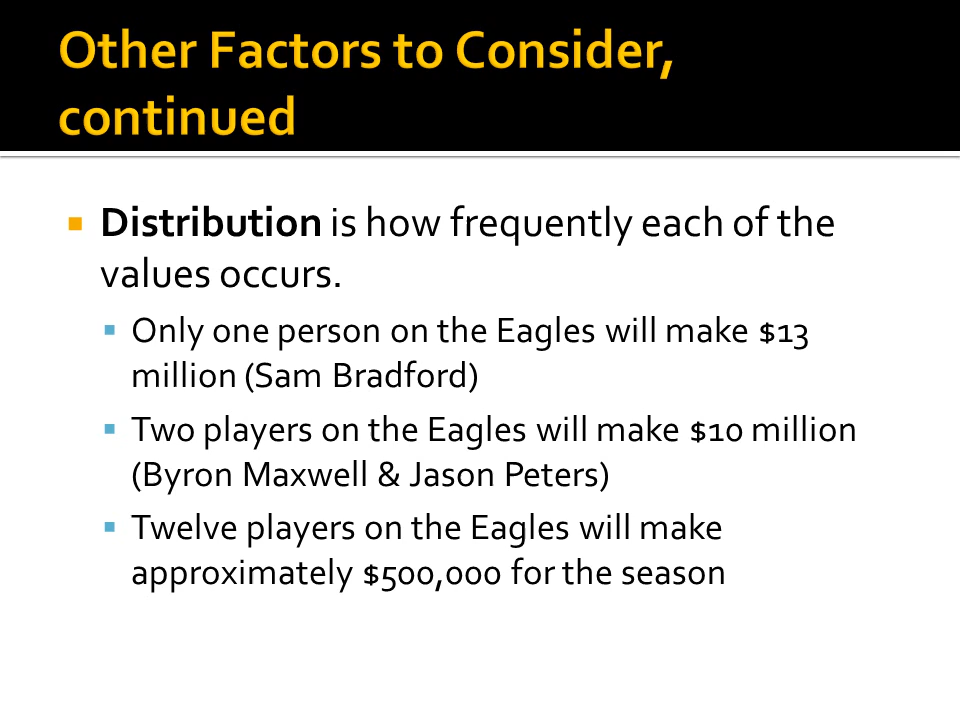 Other Factors to Consider,
continued
Distribution is how frequently each of the
values occurs.
Only one person on the Eagles will make $13
million (Sam Bradford)
Two players on the Eagles will make $10 million
(Byron Maxwell & Jason Peters)
Twelve players on the Eagles will make
approximately $500,000 for the season